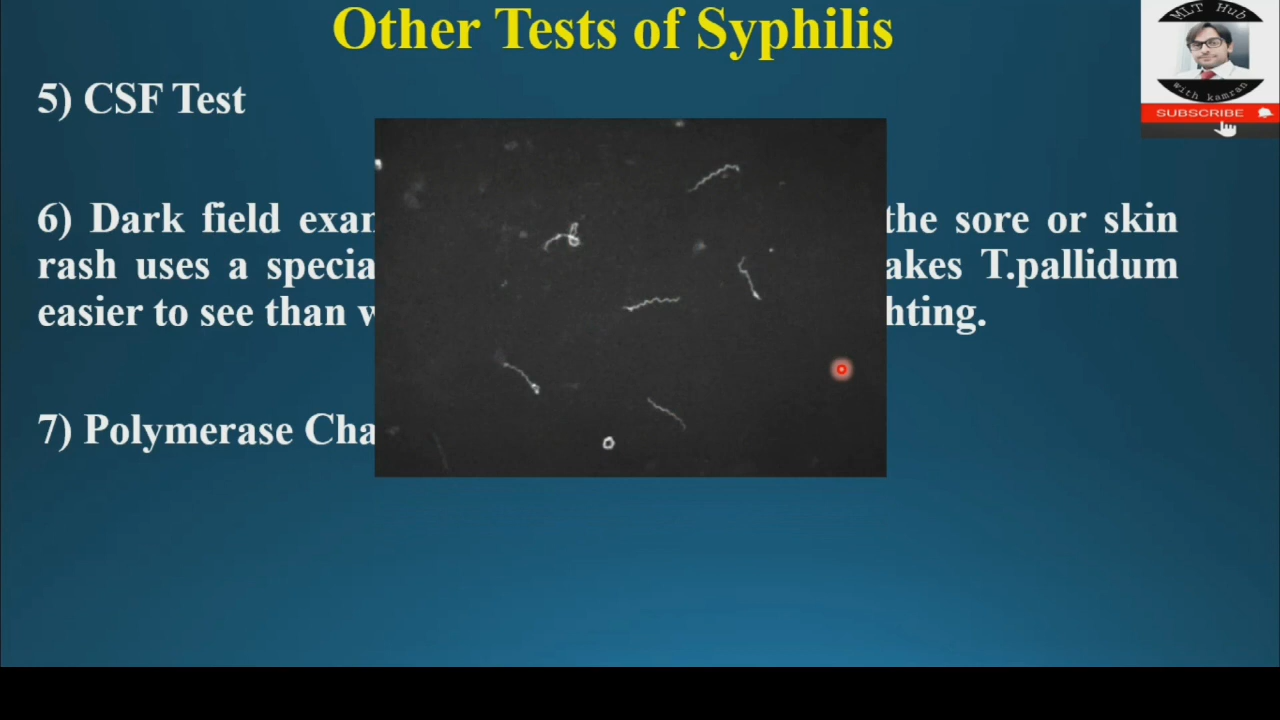 Other Tests of Syphilis
MLT Hub
with kamran
SUBSCRIBE
5) CSF Test
6) Dark field exam the sore or skin
rash uses a specia akes T.pallidum
easier to see than w hting.
7) Polymerase Cha